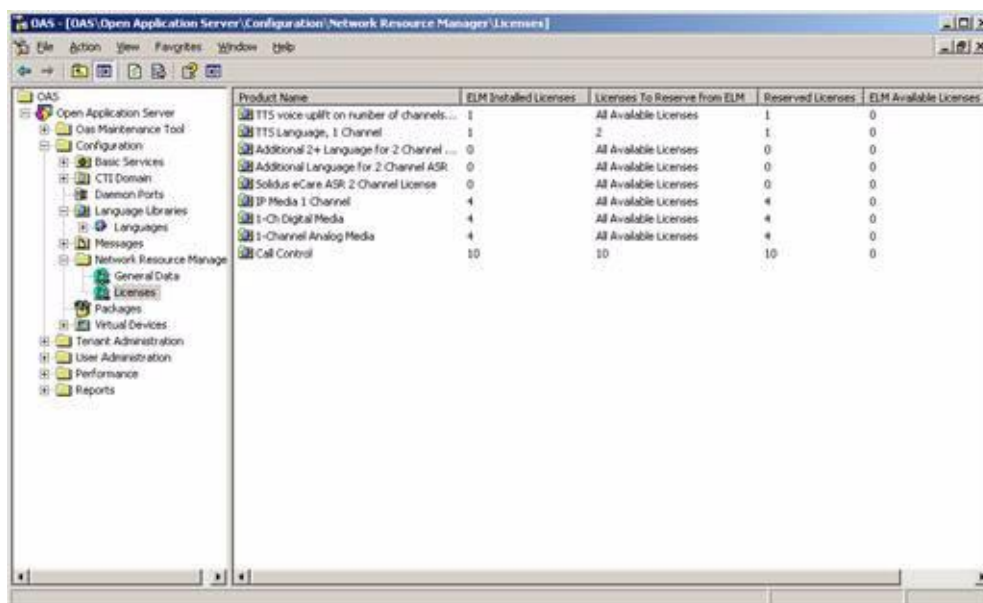 OAS - [OAS\Open Application Server\Configuration\Network Resource Manager\Licenses]
File Action View Favorites Window Help
OAS
Open Application Server
Oas Maintenance Tool
Configuration
Basic Services
CTI Domain
Daemon Ports
Language Libraries
Languages
Messages
Network Resource Manage
General Data
Licenses
Packages
Virtual Devices
Tenant Administration
User Administration
Performance
Reports
Product Name ELM Installed Licenses Licenses To Reserve from ELM Reserved Licenses ELM Available Licenses
TTS voice uplift on number of channels... 1 All Available Licenses 1 0
TTS Language, 1 Channel 1 2 1 0
Additional 2+ Language for 2 Channel ... 0 All Available Licenses 0 0
Additional Language for 2 Channel ASR 0 All Available Licenses 0 0
Solidus eCare ASR 2 Channel License 0 All Available Licenses 0 0
IP Media 1 Channel 4 All Available Licenses 4 0
1-Ch Digital Media 4 All Available Licenses 4 0
1-Channel Analog Media 4 All Available Licenses 4 0
Call Control 10 10 10 0